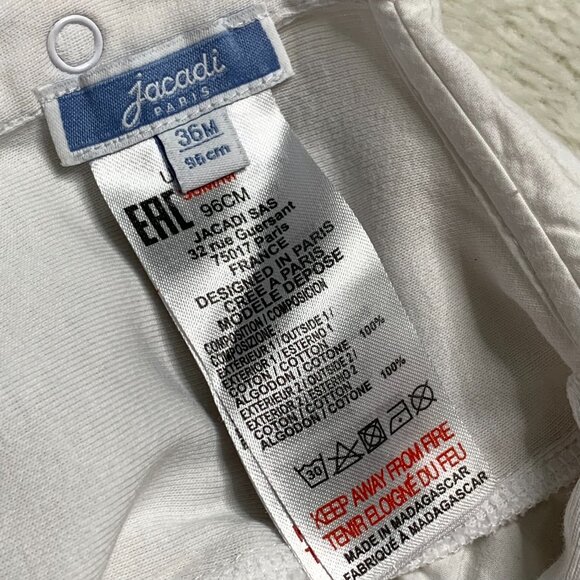 jacadi
PARIS
36M
96cm
EAC
96CM
JACADI SAS
32 rue Guersant
75017 Paris
FRANCE
DESIGNED IN PARIS
CRÉÉ A PARIS
MODELE DEPOSE
COMPOSITION/COMPOSICION
COMPOSIZIONE
EXTERIEUR 1 / OUTSIDE 1 /
EXTERIOR 1 / ESTERNO 1
COTON / COTTON 100%
ALGODON / COTONE
EXTERIEUR 2 / OUTSIDE 2 /
EXTERIOR 2 / ESTERNO 2
COTON / COTTON 100%
ALGODON / COTONE
30
KEEP AWAY FROM FIRE
TENIR ELOIGNÉ DU FEU
MADE IN MADAGASCAR
FABRIQUE A MADAGASCAR